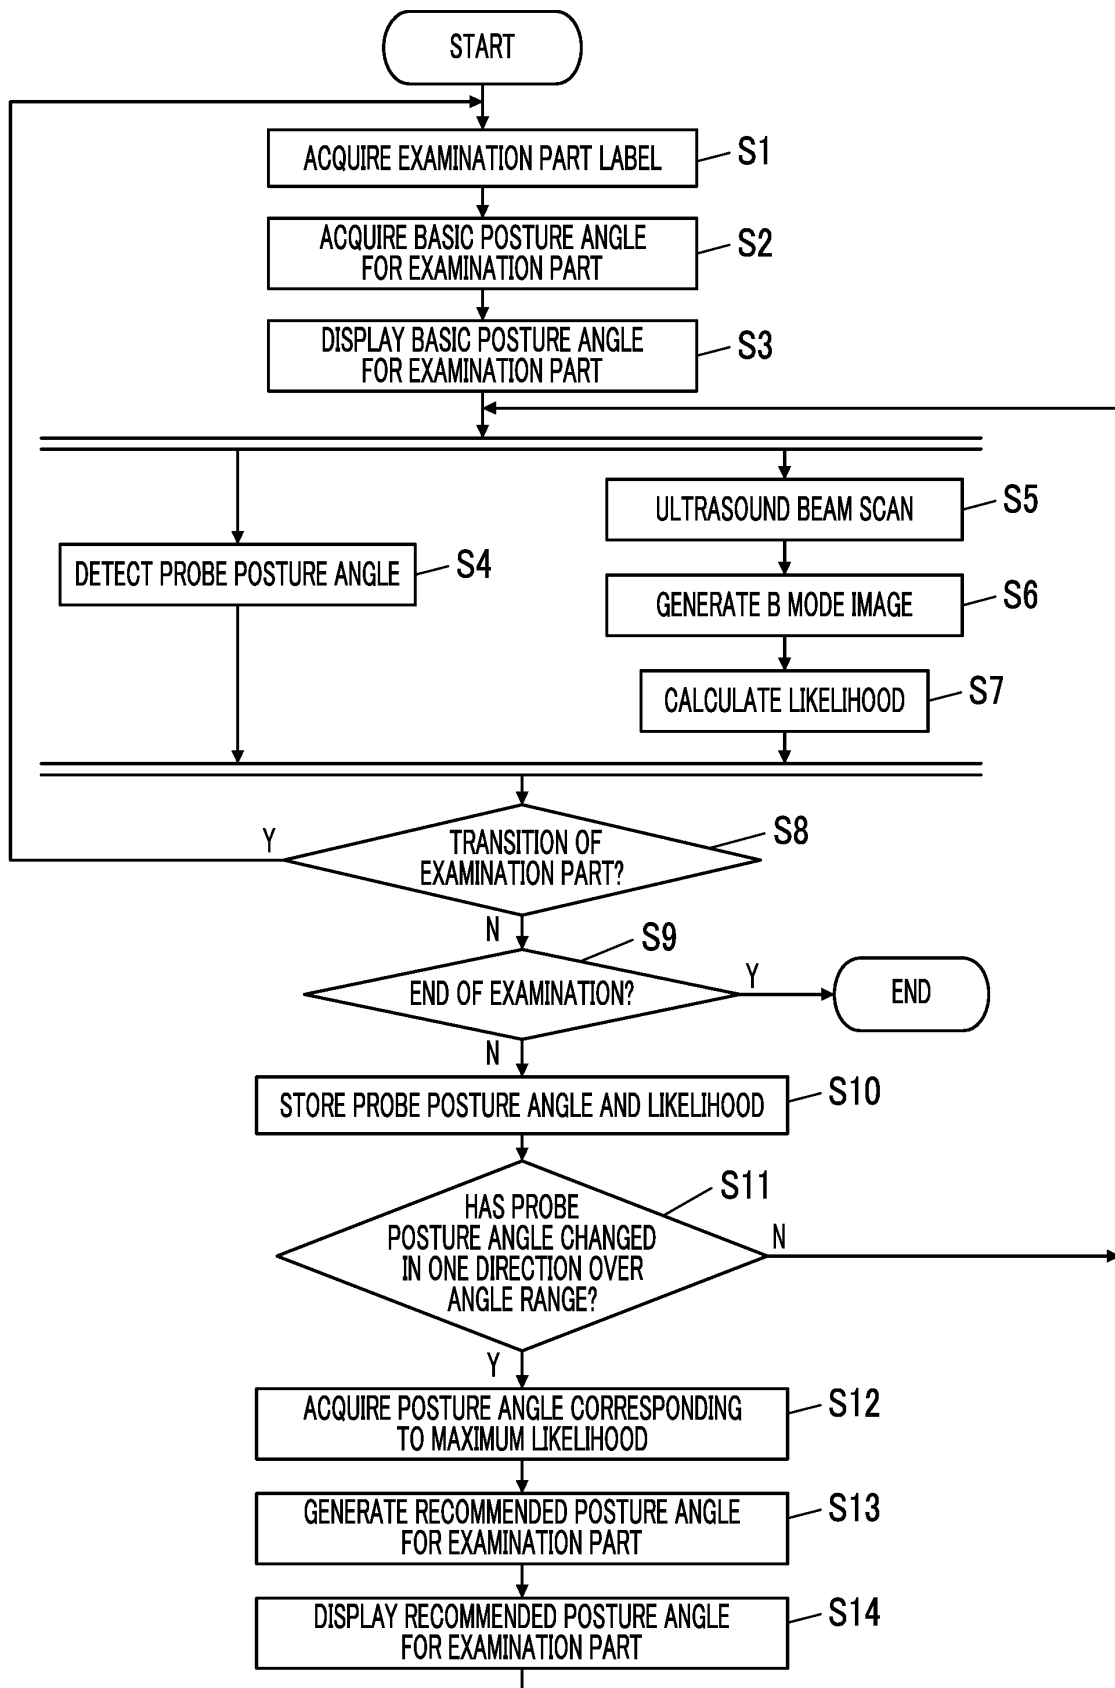 START
ACQUIRE EXAMINATION PART LABEL
S1
ACQUIRE BASIC POSTURE ANGLE
FOR EXAMINATION PART
S2
DISPLAY BASIC POSTURE ANGLE
FOR EXAMINATION PART
S3
DETECT PROBE POSTURE ANGLE
S4
ULTRASOUND BEAM SCAN
S5
GENERATE B MODE IMAGE
S6
CALCULATE LIKELIHOOD
S7
TRANSITION OF
EXAMINATION PART?
S8
Y
N
END OF EXAMINATION?
S9
Y
END
N
STORE PROBE POSTURE ANGLE AND LIKELIHOOD
S10
HAS PROBE
POSTURE ANGLE CHANGED
IN ONE DIRECTION OVER
ANGLE RANGE?
S11
N
Y
ACQUIRE POSTURE ANGLE CORRESPONDING
TO MAXIMUM LIKELIHOOD
S12
GENERATE RECOMMENDED POSTURE ANGLE
FOR EXAMINATION PART
S13
DISPLAY RECOMMENDED POSTURE ANGLE
FOR EXAMINATION PART
S14